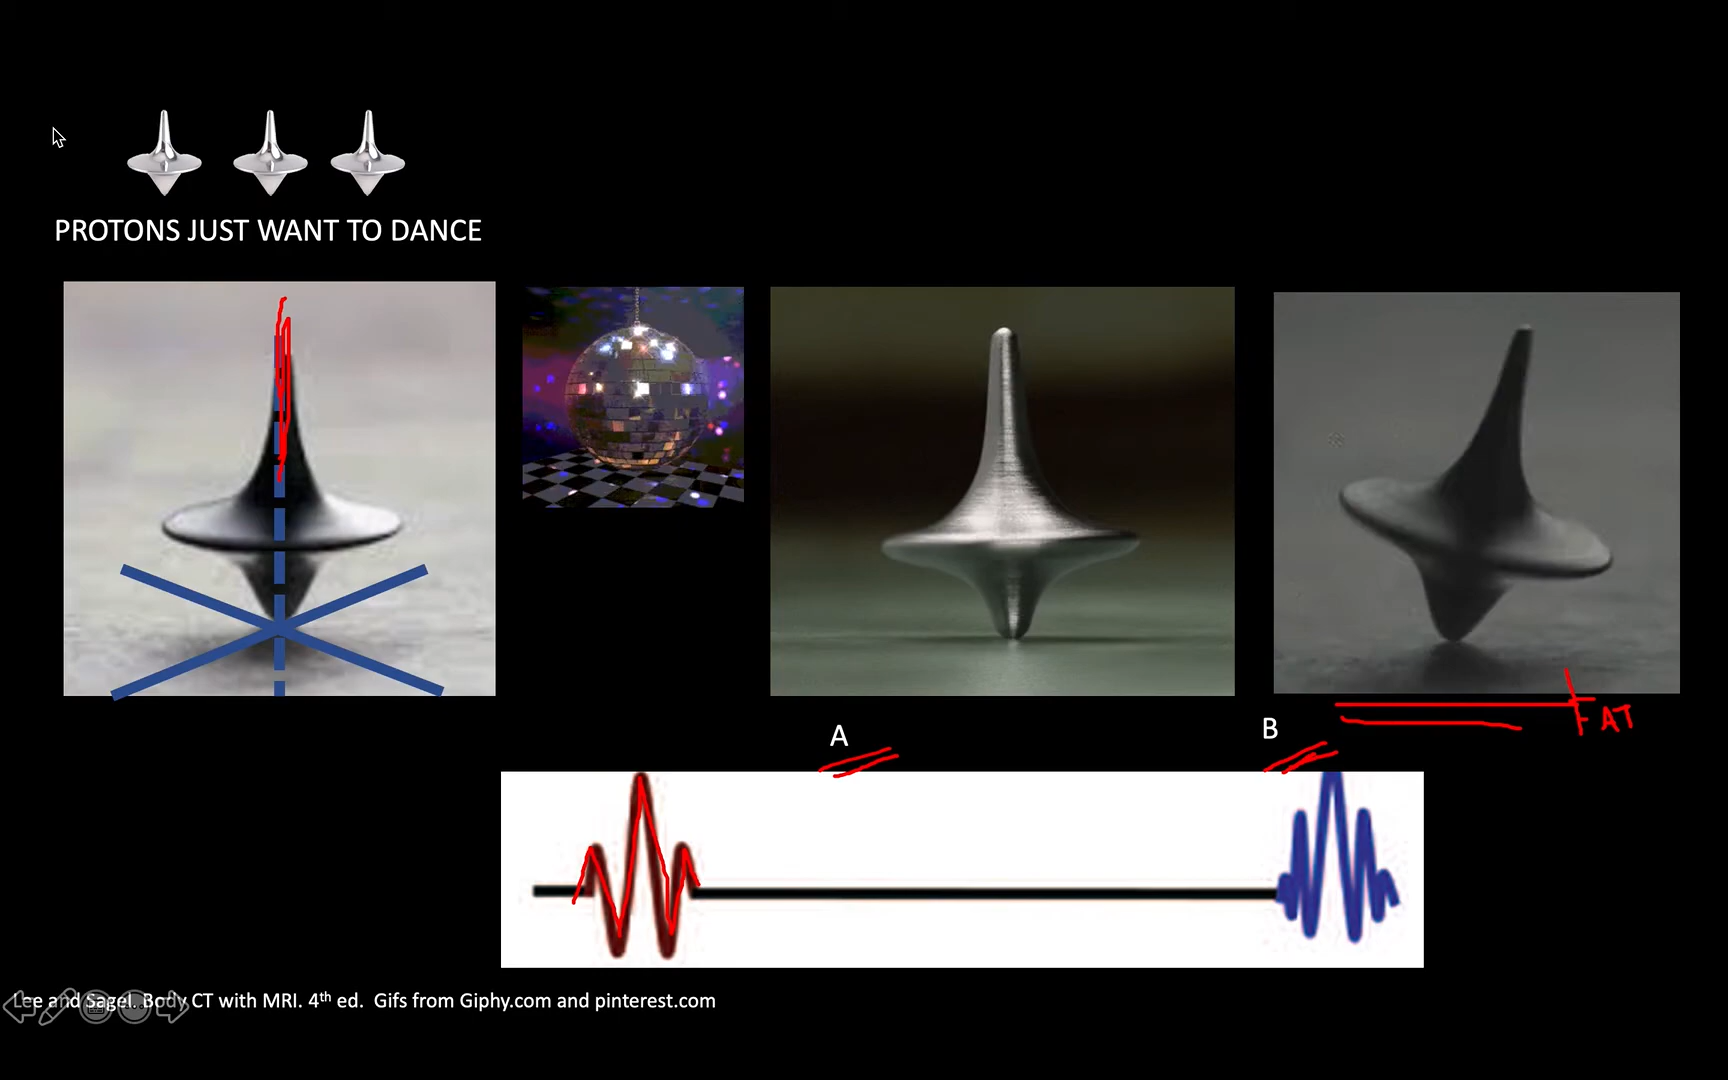 PROTONS JUST WANT TO DANCE
A
B
FAT
Lee and Sagel. Body CT with MRI. 4th ed. Gifs from Giphy.com and pinterest.com